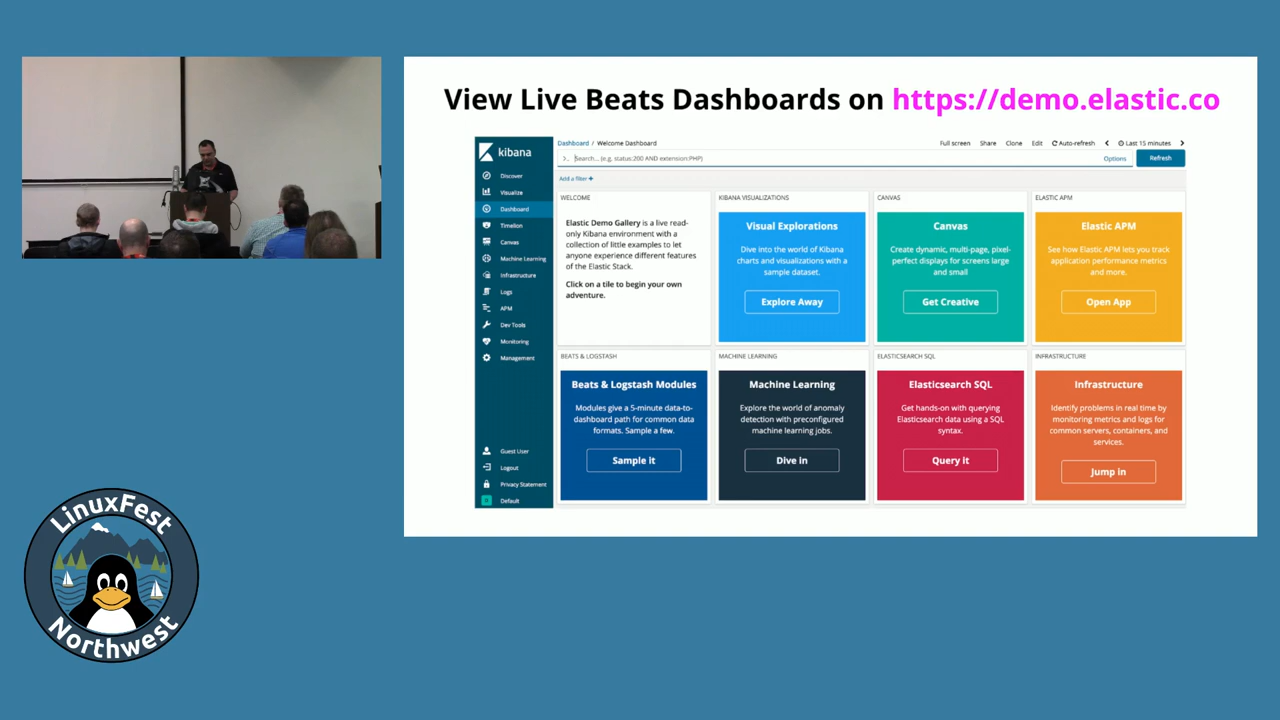 View Live Beats Dashboards on https://demo.elastic.co
kibana
Discover
Visualize
Dashboard
Timelion
Canvas
Machine Learning
Infrastructure
Logs
APM
Dev Tools
Monitoring
Management
Guest User
Logout
Privacy Statement
Default
Dashboard / Welcome Dashboard
Full screen Share Clone Edit Auto-refresh Last 15 minutes
>_ Search... (e.g. status:200 AND extension:PHP)
Options
Refresh
Add a filter +
WELCOME
Elastic Demo Gallery is a live read-
only Kibana environment with a
collection of little examples to let
anyone experience different features
of the Elastic Stack.
Click on a tile to begin your own
adventure.
KIBANA VISUALIZATIONS
Visual Explorations
Dive into the world of Kibana
charts and visualizations with a
sample dataset.
Explore Away
CANVAS
Canvas
Create dynamic, multi-page, pixel-
perfect displays for screens large
and small
Get Creative
ELASTIC APM
Elastic APM
See how Elastic APM lets you track
application performance metrics
and more.
Open App
BEATS & LOGSTASH
Beats & Logstash Modules
Modules give a 5-minute data-to-
dashboard path for common data
formats. Sample a few.
Sample it
MACHINE LEARNING
Machine Learning
Explore the world of anomaly
detection with preconfigured
machine learning jobs.
Dive in
ELASTICSEARCH SQL
Elasticsearch SQL
Get hands-on with querying
Elasticsearch data using a SQL
syntax.
Query it
INFRASTRUCTURE
Infrastructure
Identify problems in real time by
monitoring metrics and logs for
common servers, containers, and
services.
Jump in
LinuxFest
Northwest